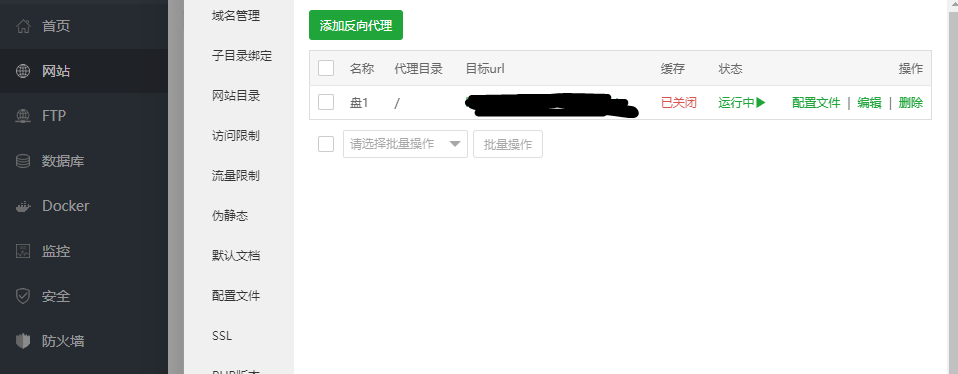 首页
网站
FTP
数据库
Docker
监控
安全
防火墙
域名管理
子目录绑定
网站目录
访问限制
流量限制
伪静态
默认文档
配置文件
SSL
PHP版本
添加反向代理
名称 代理目录 目标url 缓存 状态 操作
盘1 / 已关闭 运行中 配置文件 | 编辑 | 删除
请选择批量操作 批量操作